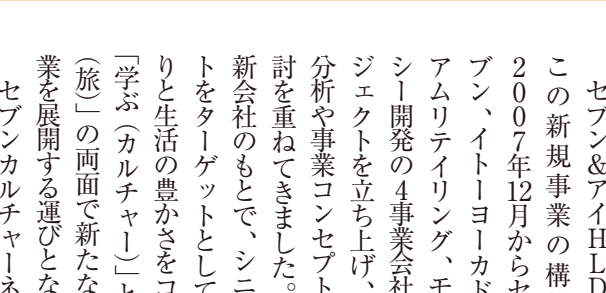 セブン&アイHLD
この新規事業の構
2007年12月からセ
ブン、イトーヨーカド
アムリテイリング、モ
シー開発の4事業会社
ジェクトを立ち上げ、
分析や事業コンセプト
討を重ねてきました。
新会社のもとで、シニ
トをターゲットとして
りと生活の豊かさをコ
「学ぶ(カルチャー)」と
(旅)」の両面で新たな
業を展開する運びとな
セブンカルチャーネ